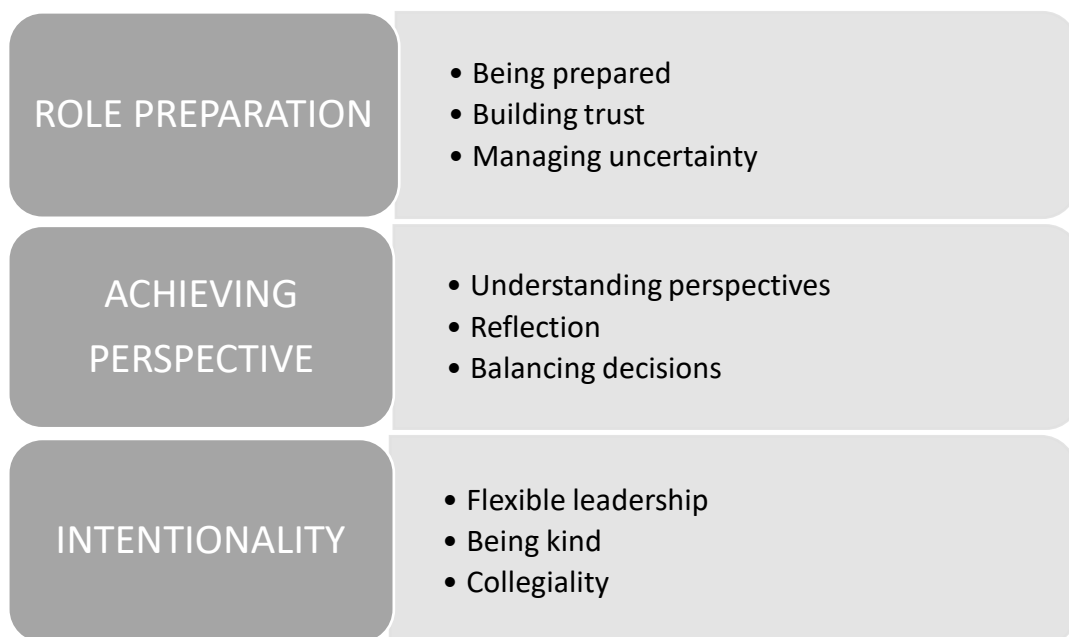 ROLE PREPARATION
• Being prepared
• Building trust
• Managing uncertainty
ACHIEVING
PERSPECTIVE
• Understanding perspectives
• Reflection
• Balancing decisions
INTENTIONALITY
• Flexible leadership
• Being kind
• Collegiality